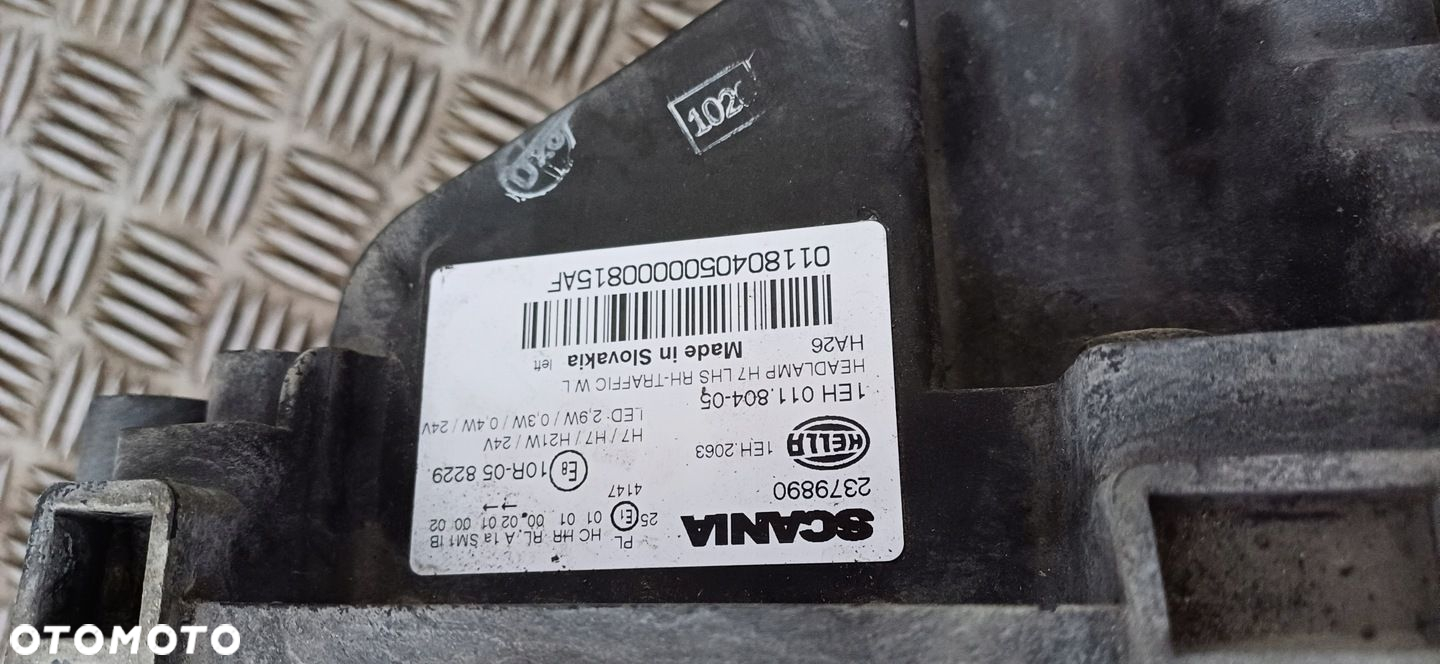 SCANIA
2379890
HELLA 1EH.2063
1EH 011.804-05
HEADLAMP H7 LHS RH-TRAFFIC W L
HA26
Made in Slovakia left
01180405000000815AF
PL HC HR RL. A 1a SM1 1B
25 E1 01 01 00. 02 01 00 02
4147
E8 10R-05 8229
H7 / H7 / H21W / 24V
LED: 2,9W / 0,3W / 0,4W / 24V
102
OTOMOTO